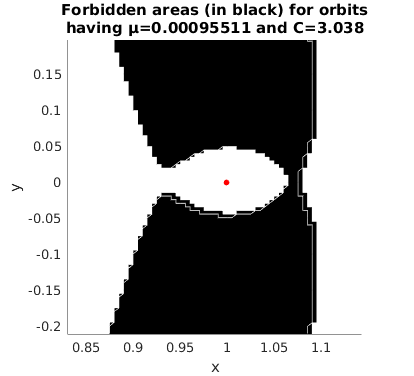 Forbidden areas (in black) for orbits
having μ=0.00095511 and C=3.038
0.15
0.1
0.05
0
-0.05
-0.1
-0.15
-0.2
y
0.85 0.9 0.95 1 1.05 1.1
x